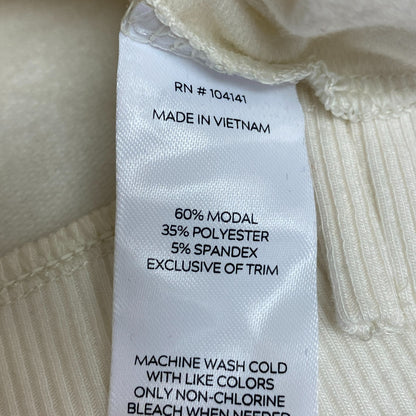 RN # 104141
MADE IN VIETNAM
60% MODAL
35% POLYESTER
5% SPANDEX
EXCLUSIVE OF TRIM
MACHINE WASH COLD
WITH LIKE COLORS
ONLY NON-CHLORINE
BLEACH WHEN NEEDED